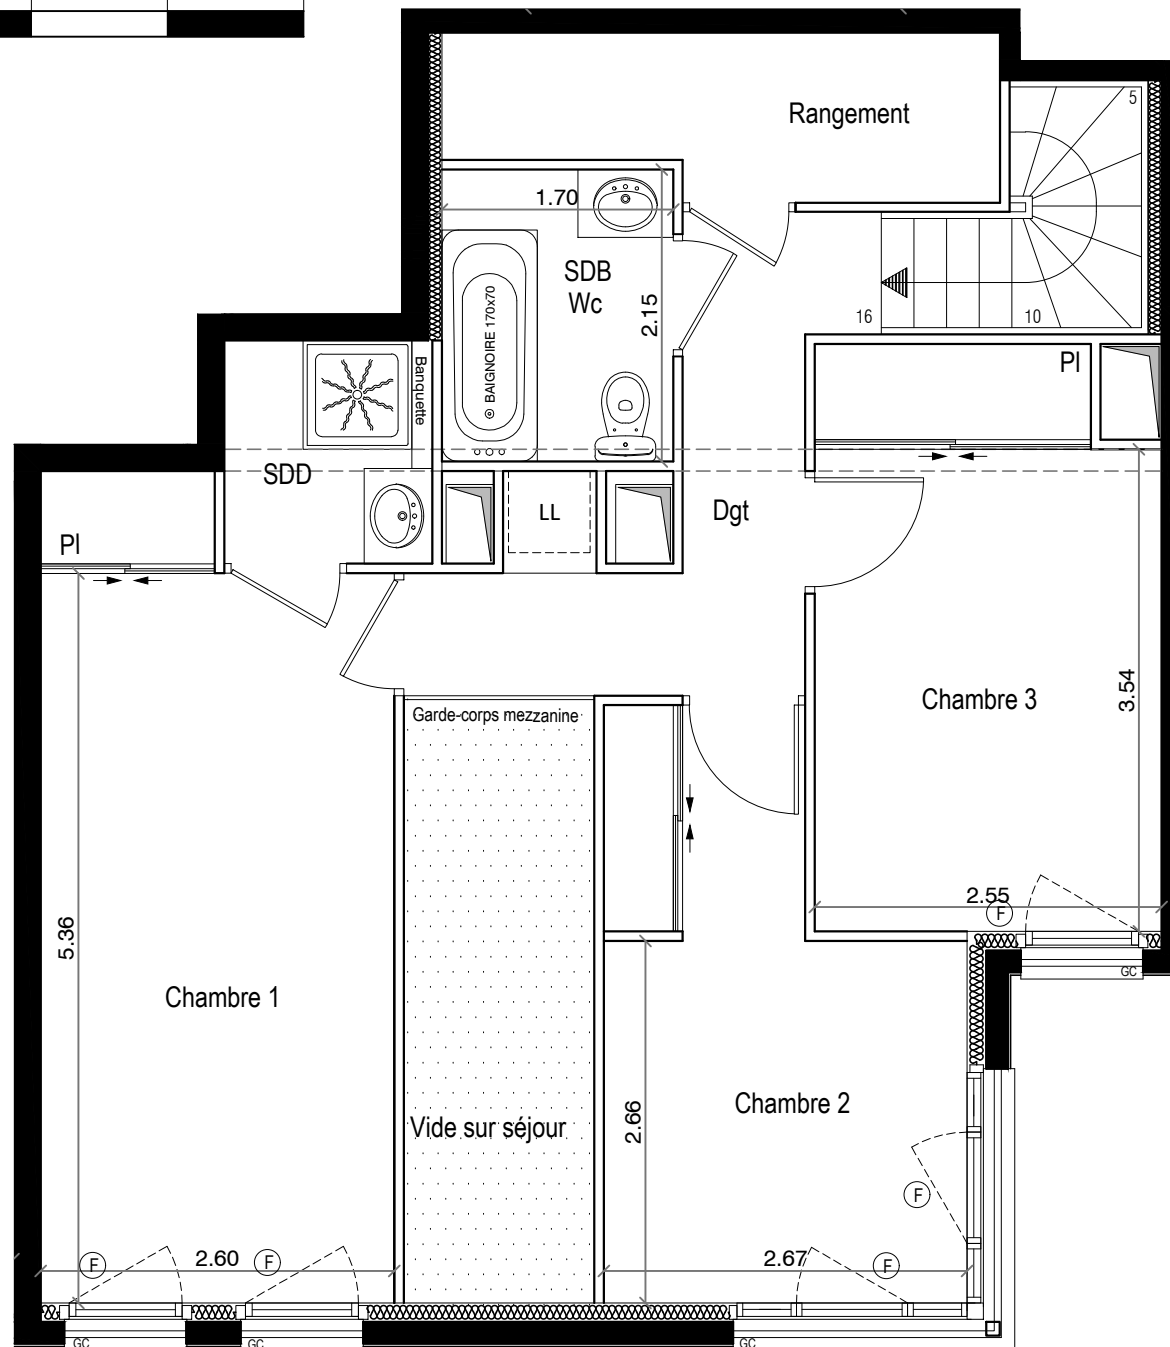 5
Rangement
1.70
SDB
Wc
2.15
BAIGNOIRE 170x70
16
10
Pl
Banquette
SDD
LL
Dgt
Pl
Chambre 3
3.54
Garde-corps mezzanine
2.55
F
GC
5.36
Chambre 1
Chambre 2
2.66
Vide sur séjour
F
2.60
F
F
2.67
F
GC
GC
GC